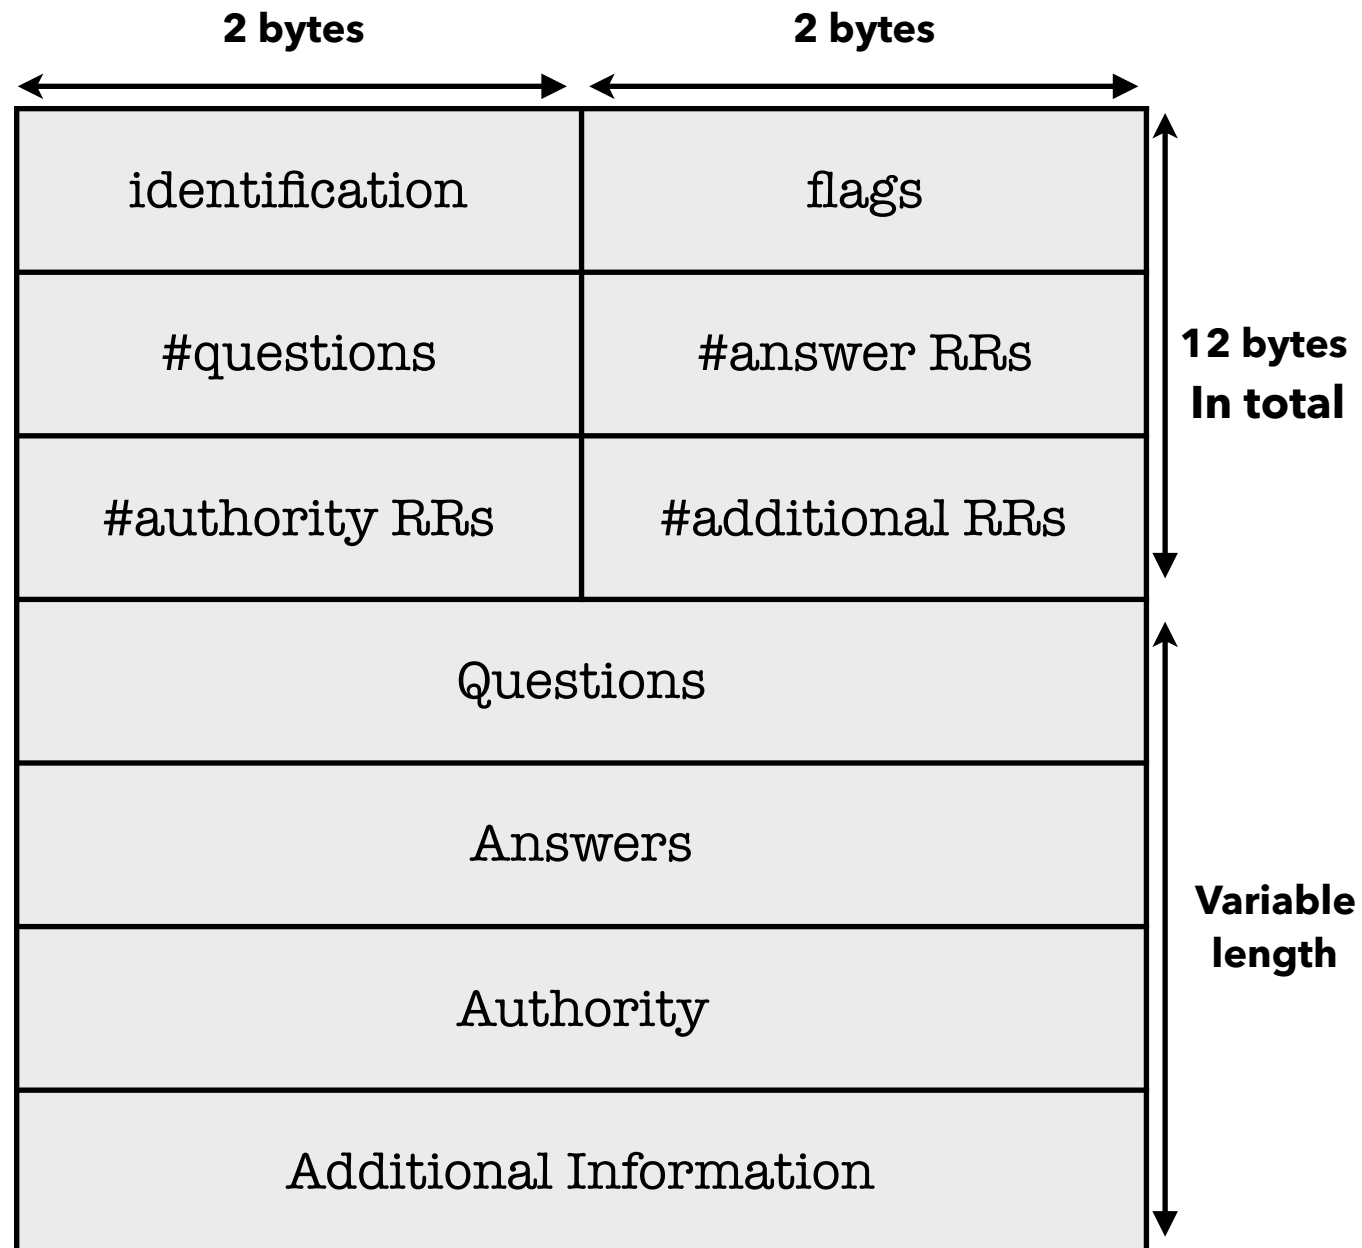 2 bytes
2 bytes
identification
flags
#questions
#answer RRs
12 bytes
In total
#authority RRs
#additional RRs
Questions
Answers
Variable
length
Authority
Additional Information